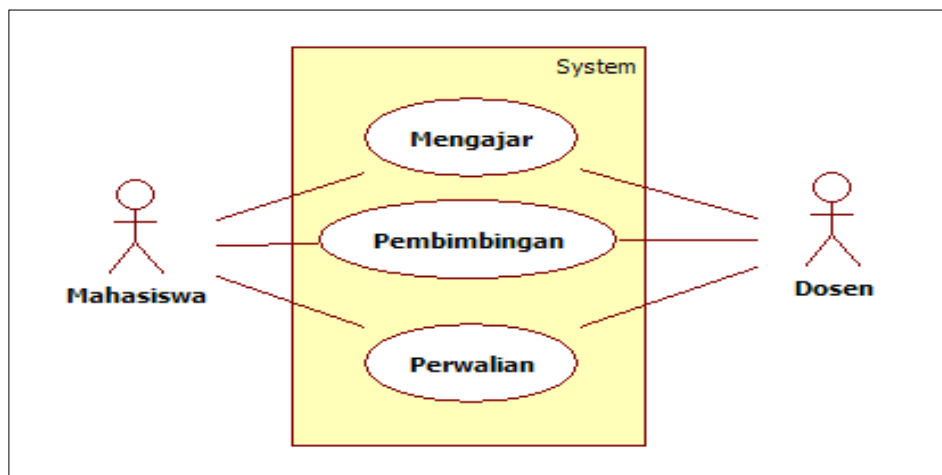 System
Mengajar
Pembimbingan
Mahasiswa
Dosen
Perwalian